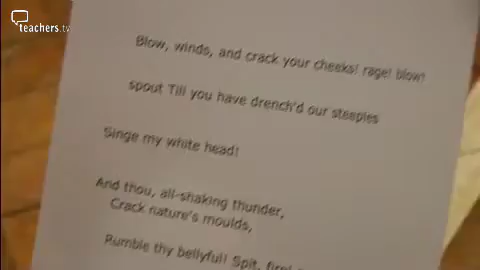 teachers.tv
Blow, winds, and crack your cheeks! rage! blow!
spout Till you have drench'd our steeples
Singe my white head!
And thou, all-shaking thunder,
Crack nature's moulds,
Rumble thy bellyful! Spit, fire!